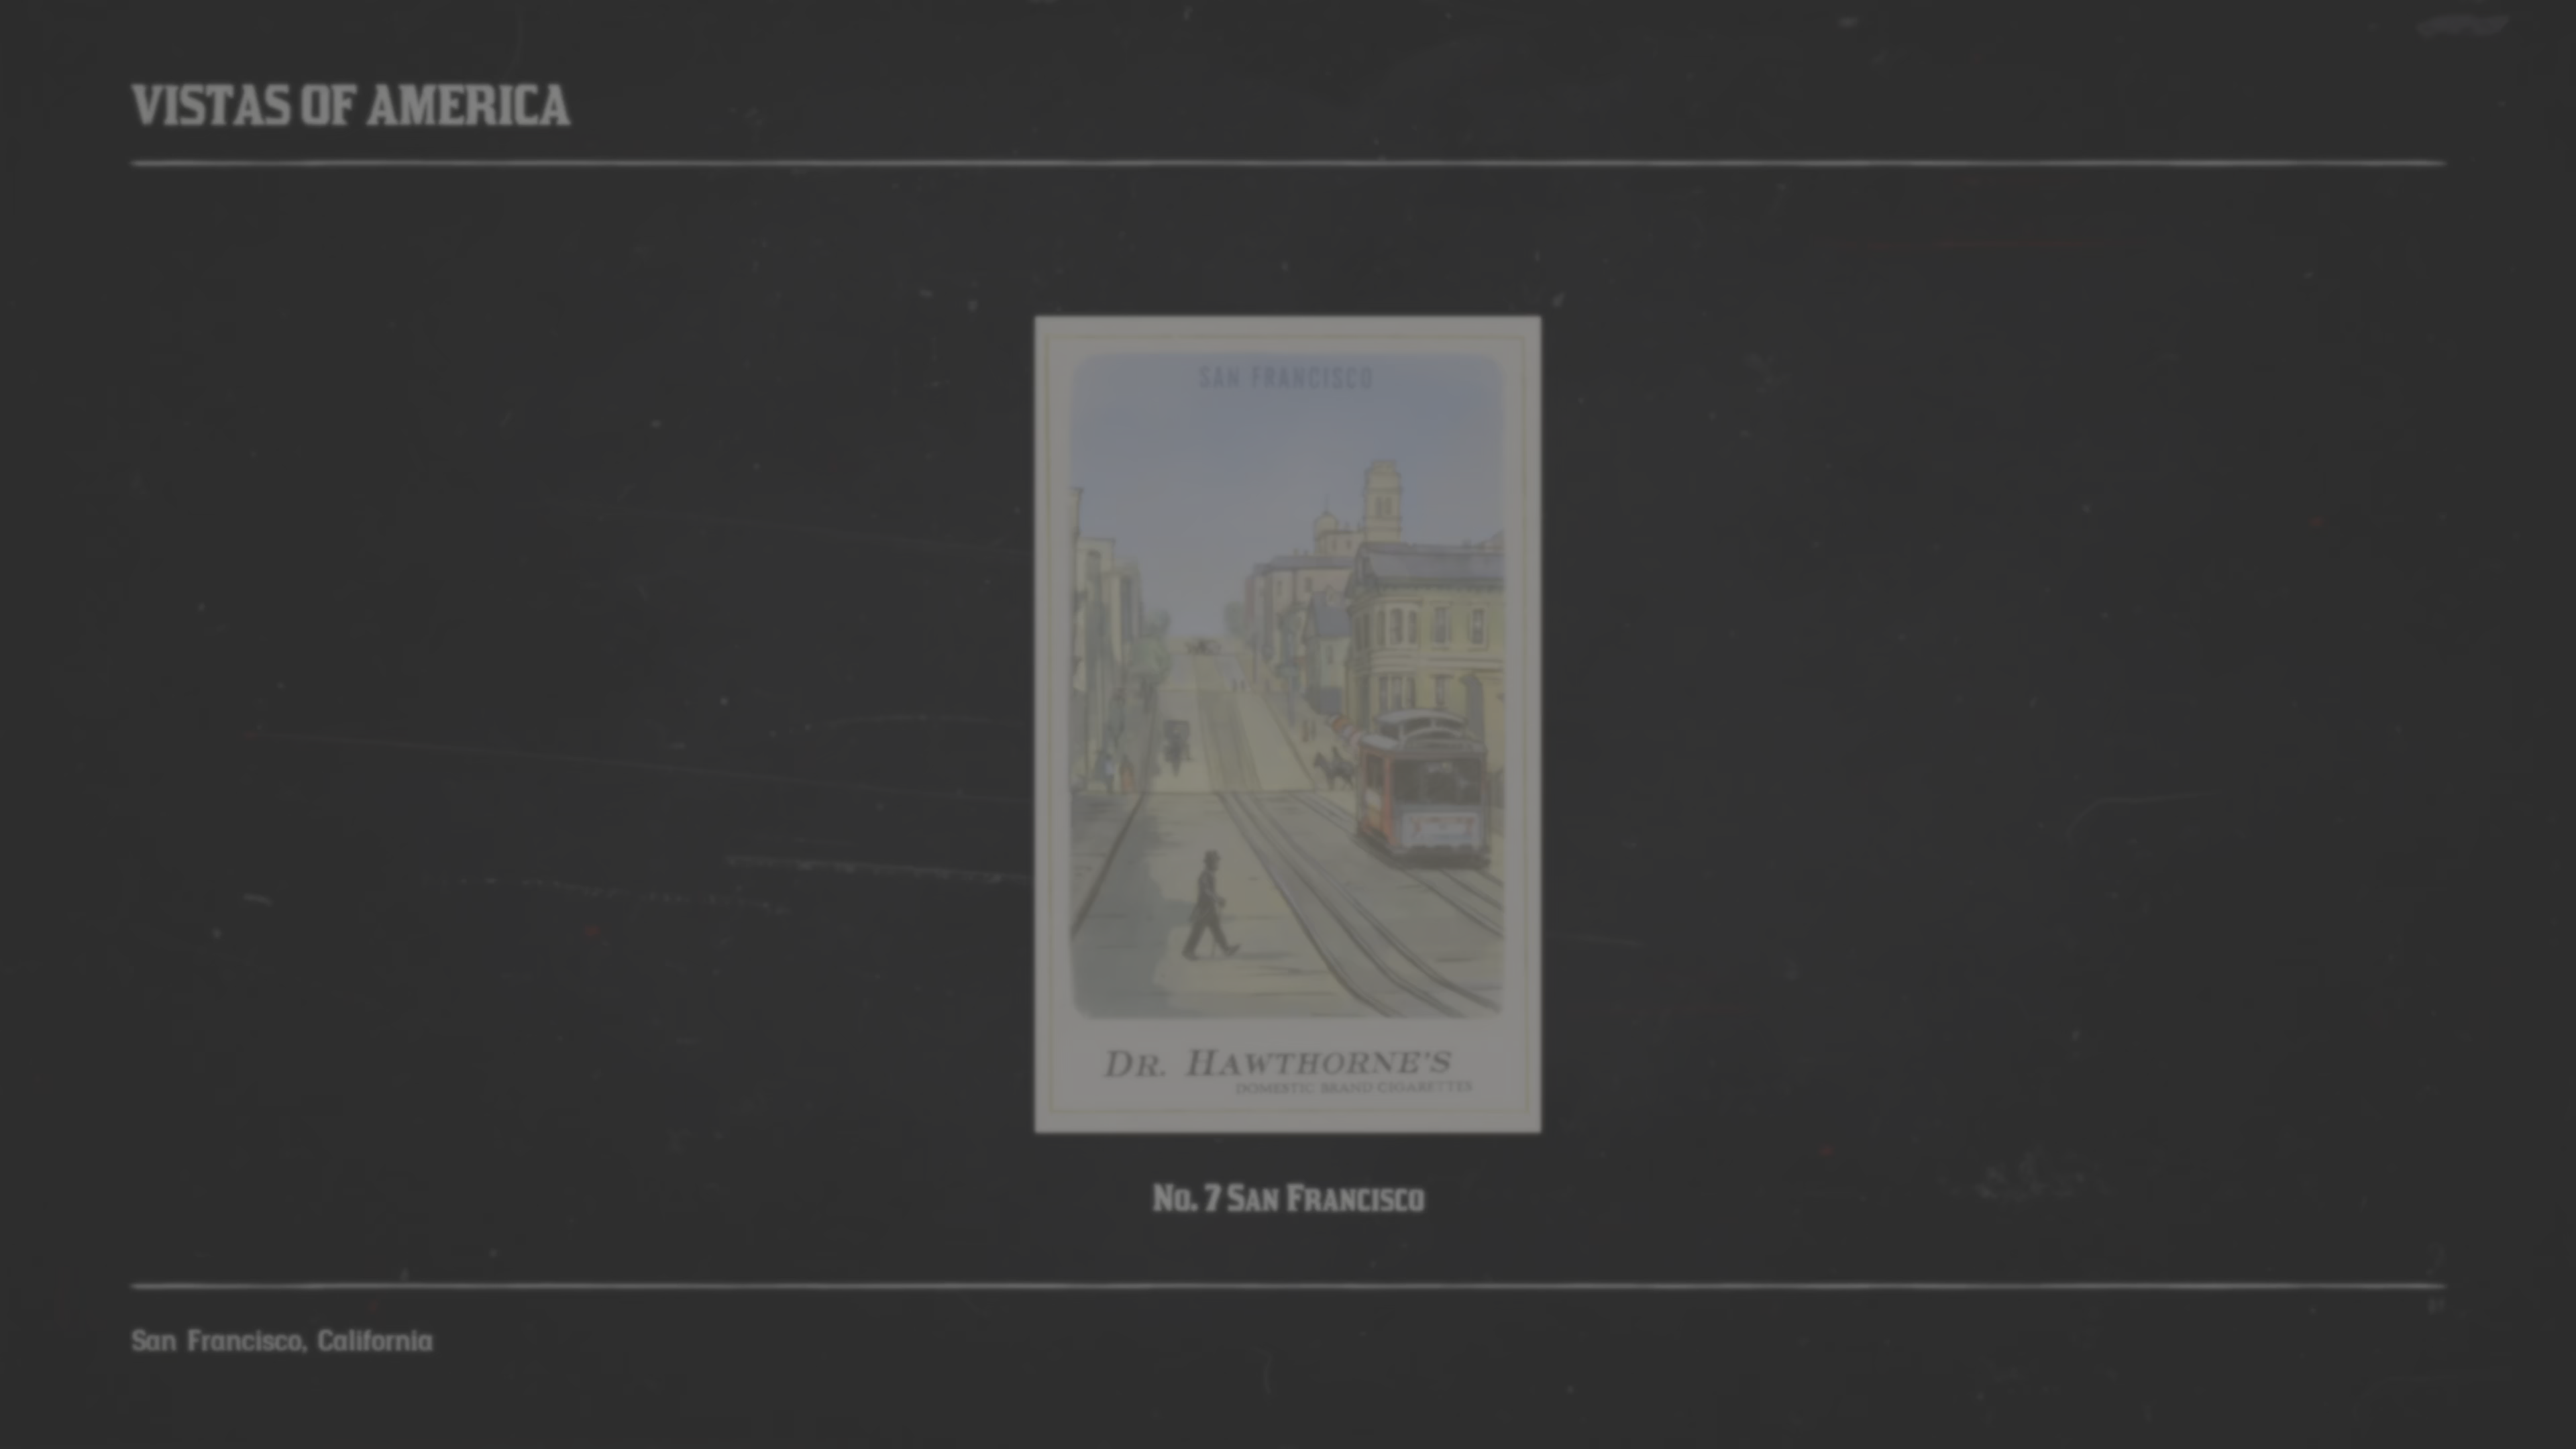 VISTAS OF AMERICA
SAN FRANCISCO
DR. HAWTHORNE'S
DOMESTIC BRAND CIGARETTES
No. 7 SAN FRANCISCO
San Francisco, California